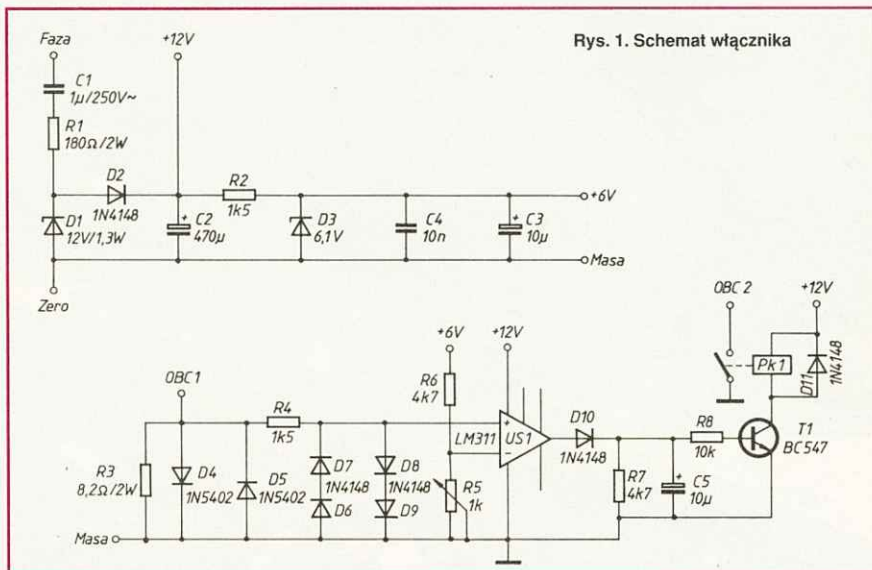 Rys. 1. Schemat włącznika
Faza
+12V
C1
1µ/250V~
R1
180Ω/2W
D2
1N4148
R2
1k5
+6V
D1
12V/1,3W
+
C2
470µ
D3
6,1V
C4
10n
+
C3
10µ
Masa
Zero
OBC 2
+12V
+6V
+12V
OBC1
R6
4k7
Pk1
D11
1N4148
R4
1k5
+
-
LM311
US1
D10
1N4148
R8
10k
T1
BC547
R3
8,2Ω/2W
D4
1N5402
D5
1N5402
D7
1N4148
D6
D8
1N4148
D9
R5
1k
R7
4k7
+
C5
10µ
Masa